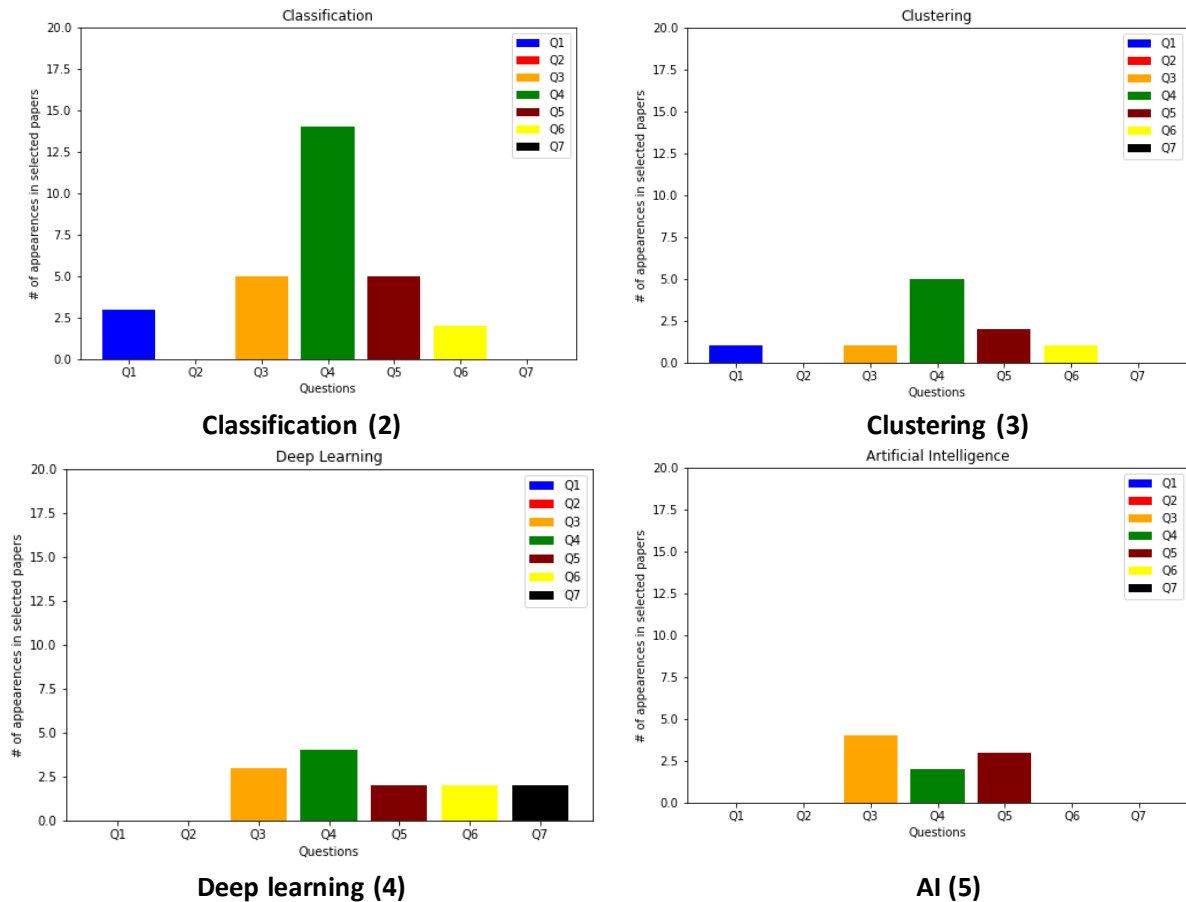 Classification
20.0
17.5
15.0
12.5
10.0
7.5
5.0
2.5
0.0
# of appearences in selected papers
Q1
Q2
Q3
Q4
Q5
Q6
Q7
Q1 Q2 Q3 Q4 Q5 Q6 Q7
Questions
Classification (2)
Clustering
20.0
17.5
15.0
12.5
10.0
7.5
5.0
2.5
0.0
# of appearences in selected papers
Q1
Q2
Q3
Q4
Q5
Q6
Q7
Q1 Q2 Q3 Q4 Q5 Q6 Q7
Questions
Clustering (3)
Deep Learning
20.0
17.5
15.0
12.5
10.0
7.5
5.0
2.5
0.0
# of appearences in selected papers
Q1
Q2
Q3
Q4
Q5
Q6
Q7
Q1 Q2 Q3 Q4 Q5 Q6 Q7
Questions
Deep learning (4)
Artificial Intelligence
20.0
17.5
15.0
12.5
10.0
7.5
5.0
2.5
0.0
# of appearences in selected papers
Q1
Q2
Q3
Q4
Q5
Q6
Q7
Q1 Q2 Q3 Q4 Q5 Q6 Q7
Questions
AI (5)